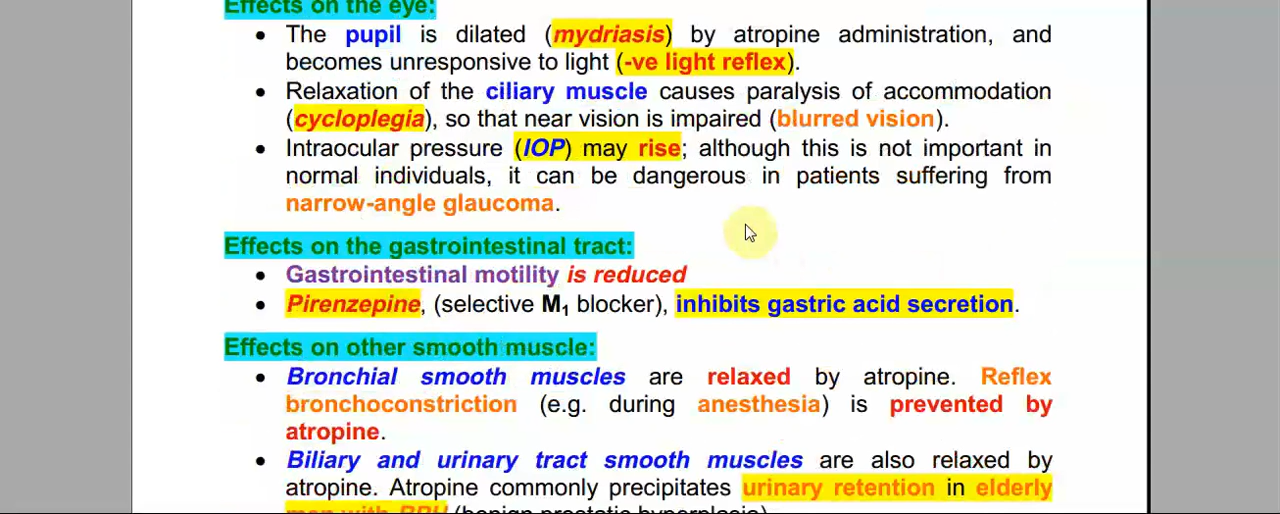 Effects on the eye:
• The pupil is dilated (mydriasis) by atropine administration, and
becomes unresponsive to light (-ve light reflex).
• Relaxation of the ciliary muscle causes paralysis of accommodation
(cycloplegia), so that near vision is impaired (blurred vision).
• Intraocular pressure (IOP) may rise; although this is not important in
normal individuals, it can be dangerous in patients suffering from
narrow-angle glaucoma.
Effects on the gastrointestinal tract:
• Gastrointestinal motility is reduced
• Pirenzepine, (selective M₁ blocker), inhibits gastric acid secretion.
Effects on other smooth muscle:
• Bronchial smooth muscles are relaxed by atropine. Reflex
bronchoconstriction (e.g. during anesthesia) is prevented by
atropine.
• Biliary and urinary tract smooth muscles are also relaxed by
atropine. Atropine commonly precipitates urinary retention in elderly
men with BPH (benign prostatic hyperplasia)